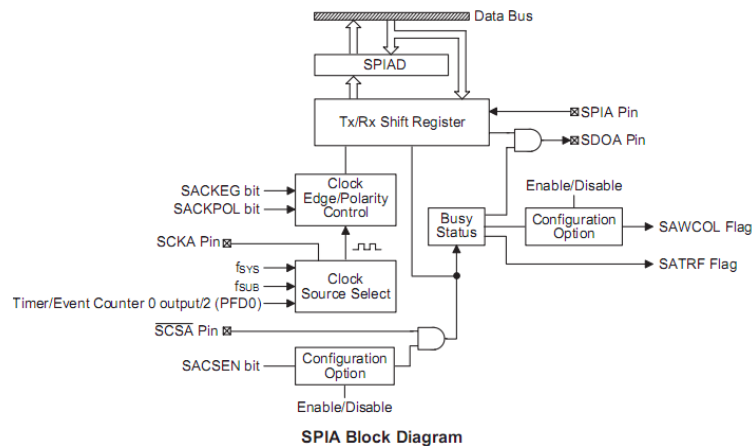 Data Bus
SPIAD
Tx/Rx Shift Register
SPIA Pin
SDOA Pin
SACKEG bit
SACKPOL bit
Clock
Edge/Polarity
Control
Enable/Disable
Busy
Status
Configuration
Option
SAWCOL Flag
SATRF Flag
SCKA Pin
fSYS
fSUB
Timer/Event Counter 0 output/2 (PFD0)
Clock
Source Select
SCSA Pin
SACSEN bit
Configuration
Option
Enable/Disable
SPIA Block Diagram